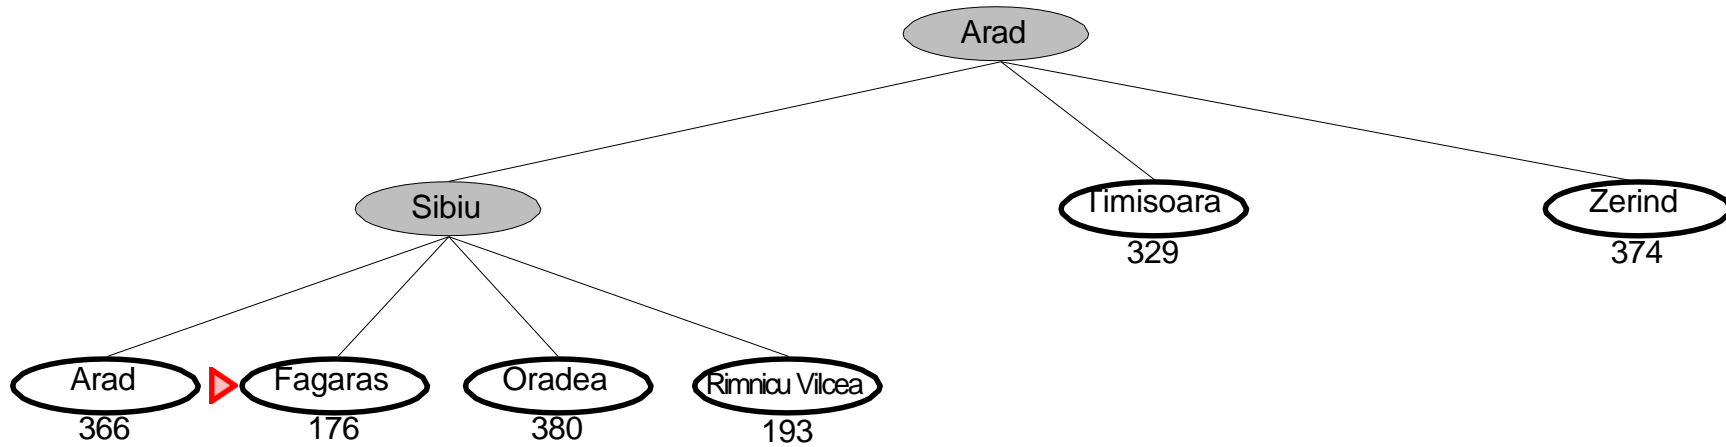 Arad
Sibiu
Timisoara
Zerind
329
374
Arad
Fagaras
Oradea
Rimnicu Vilcea
366
176
380
193